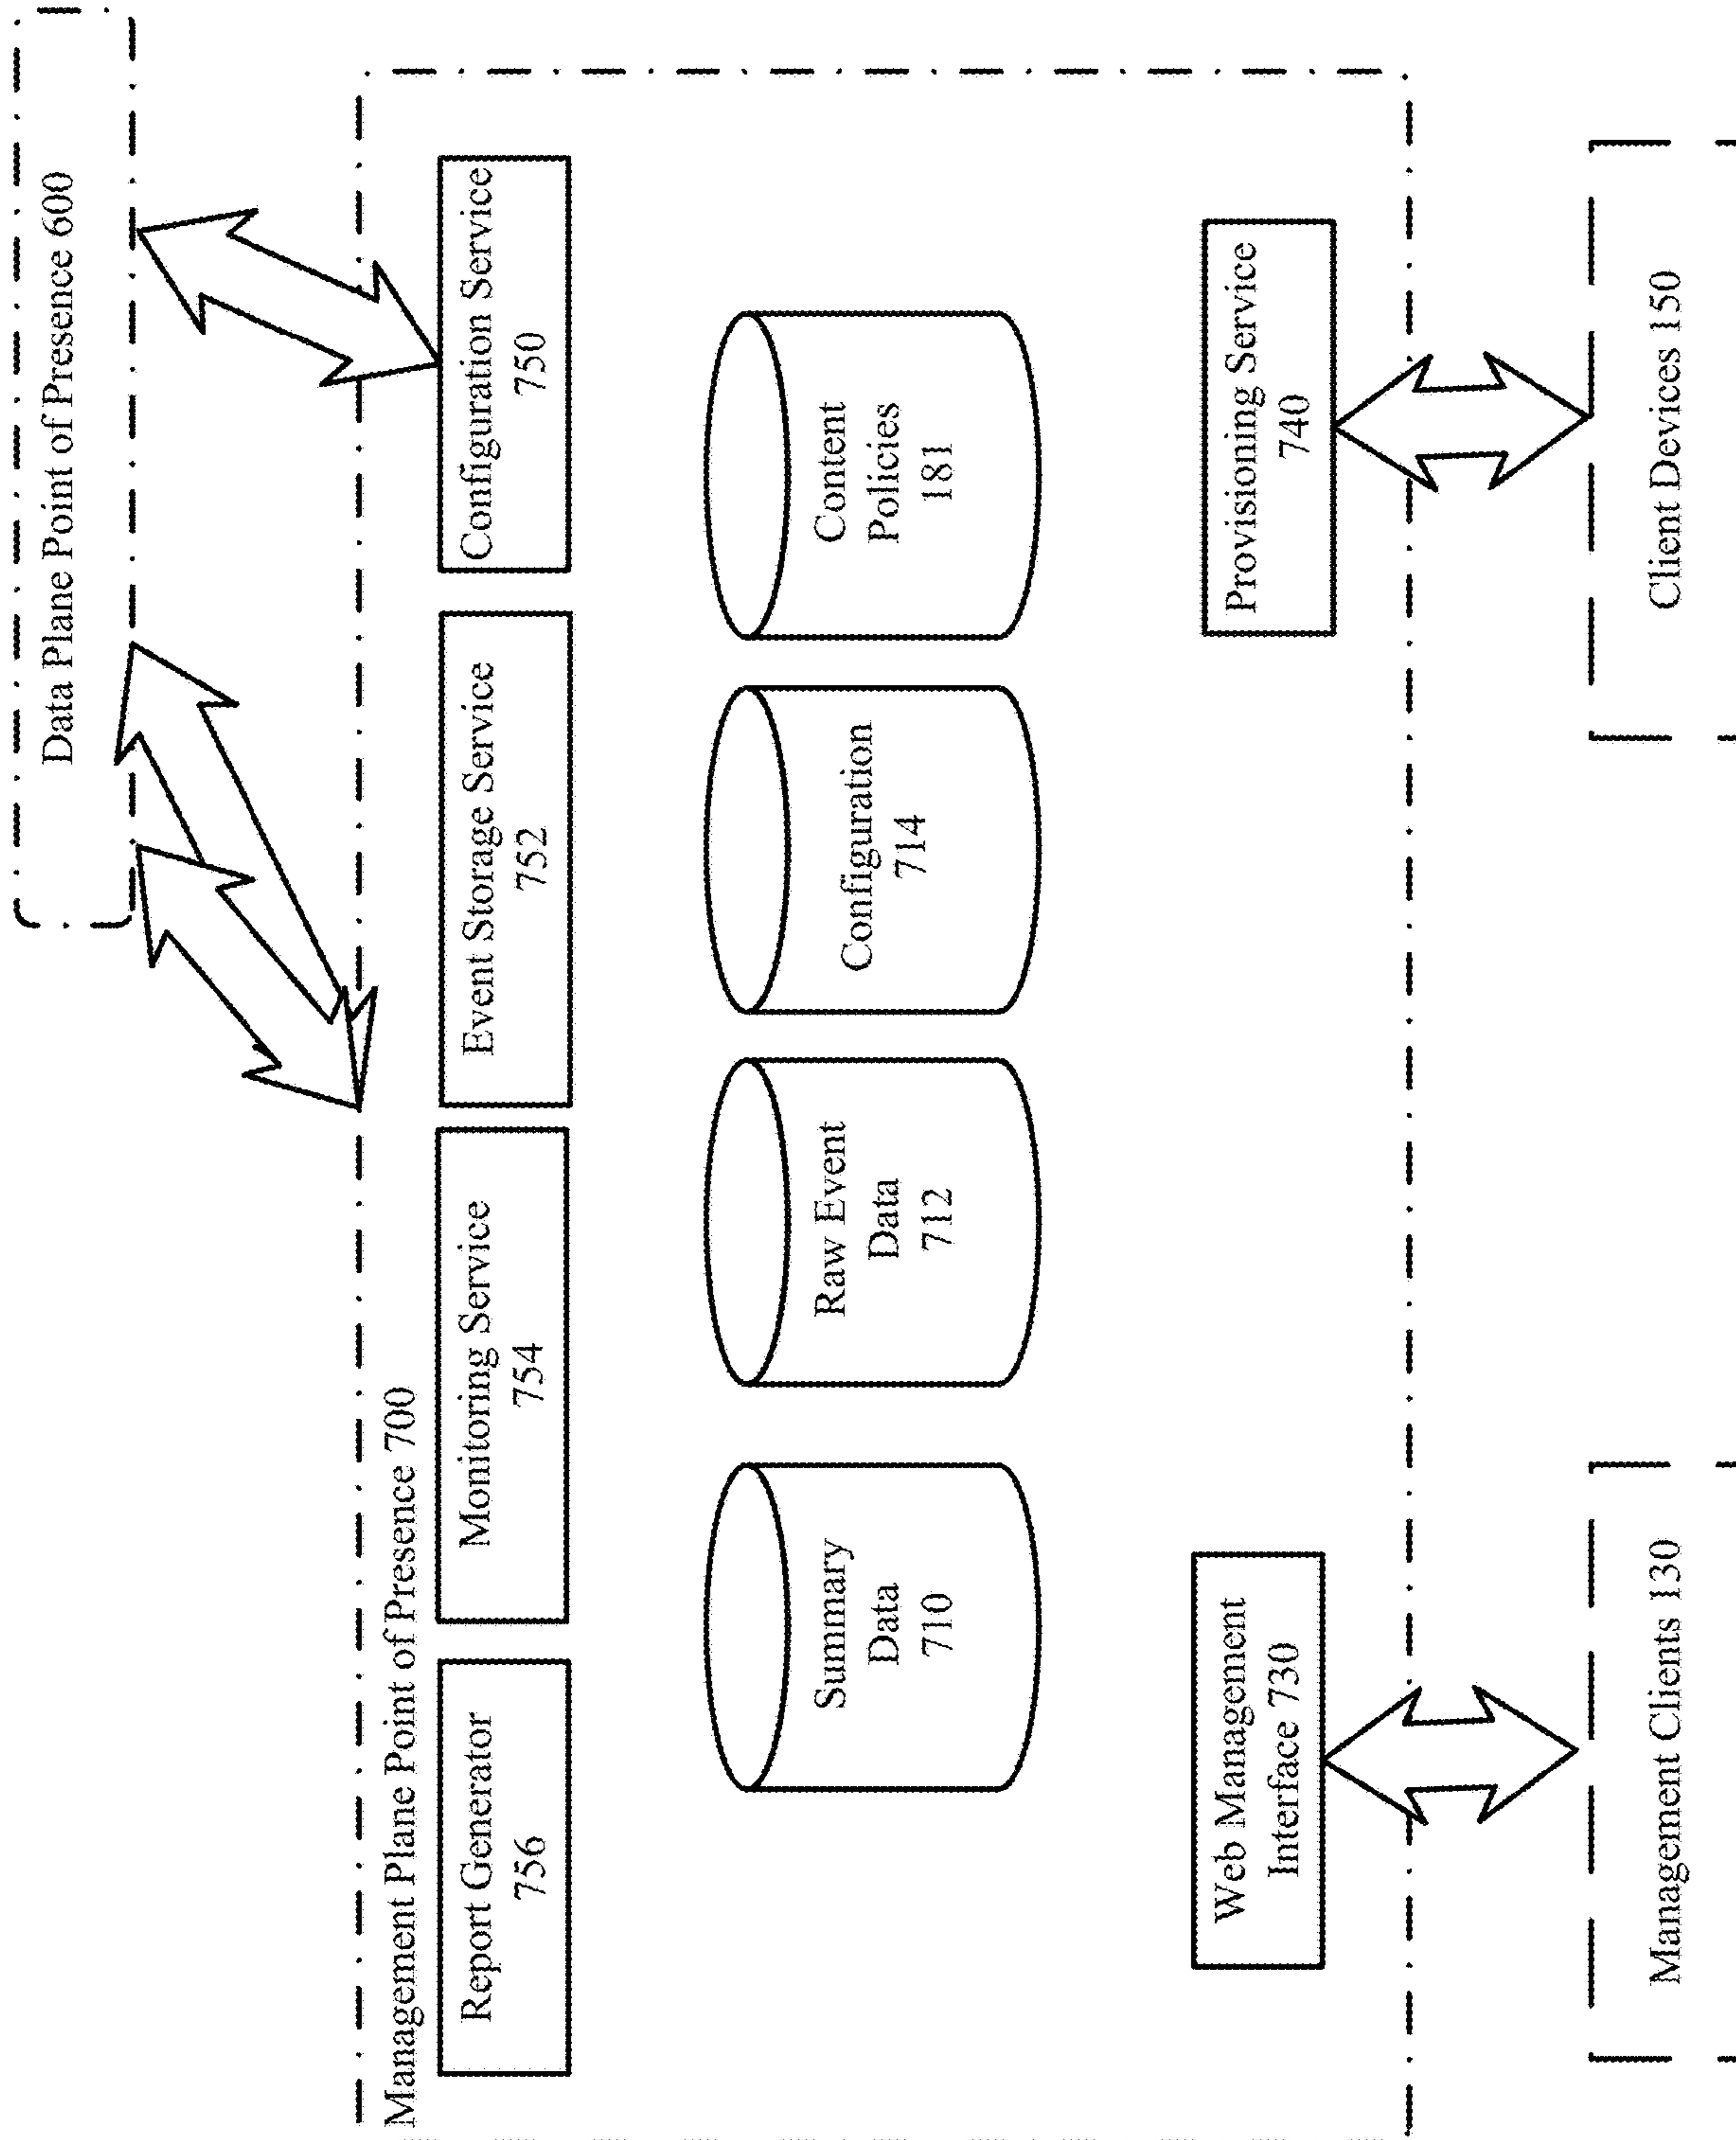 Data Plane Point of Presence 600
Management Plane Point of Presence 700
Report Generator
756
Monitoring Service
754
Event Storage Service
752
Configuration Service
750
Summary
Data
710
Raw Event
Data
712
Configuration
714
Content
Policies
181
Web Management
Interface 730
Provisioning Service
740
Management Clients 130
Client Devices 150